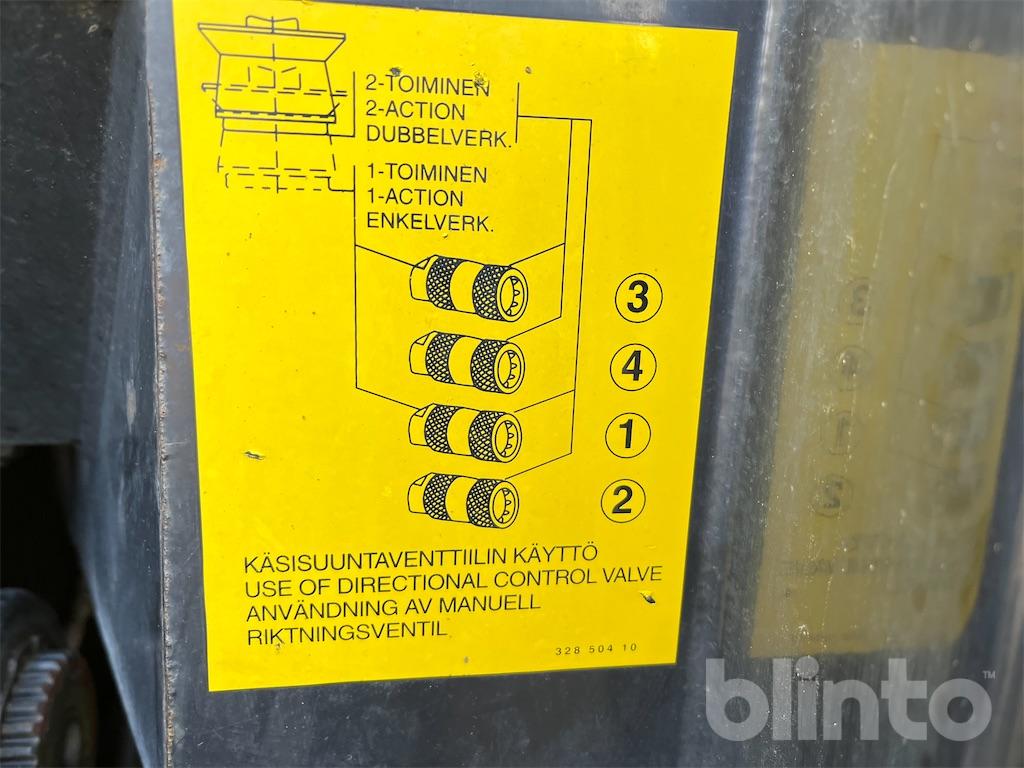 2-TOIMINEN
2-ACTION
DUBBELVERK.
1-TOIMINEN
1-ACTION
ENKELVERK.
3
4
1
2
KÄSISUUNTAVENTTIILIN KÄYTTÖ
USE OF DIRECTIONAL CONTROL VALVE
ANVÄNDNING AV MANUELL
RIKTNINGSVENTIL
328 504 10
blinto™